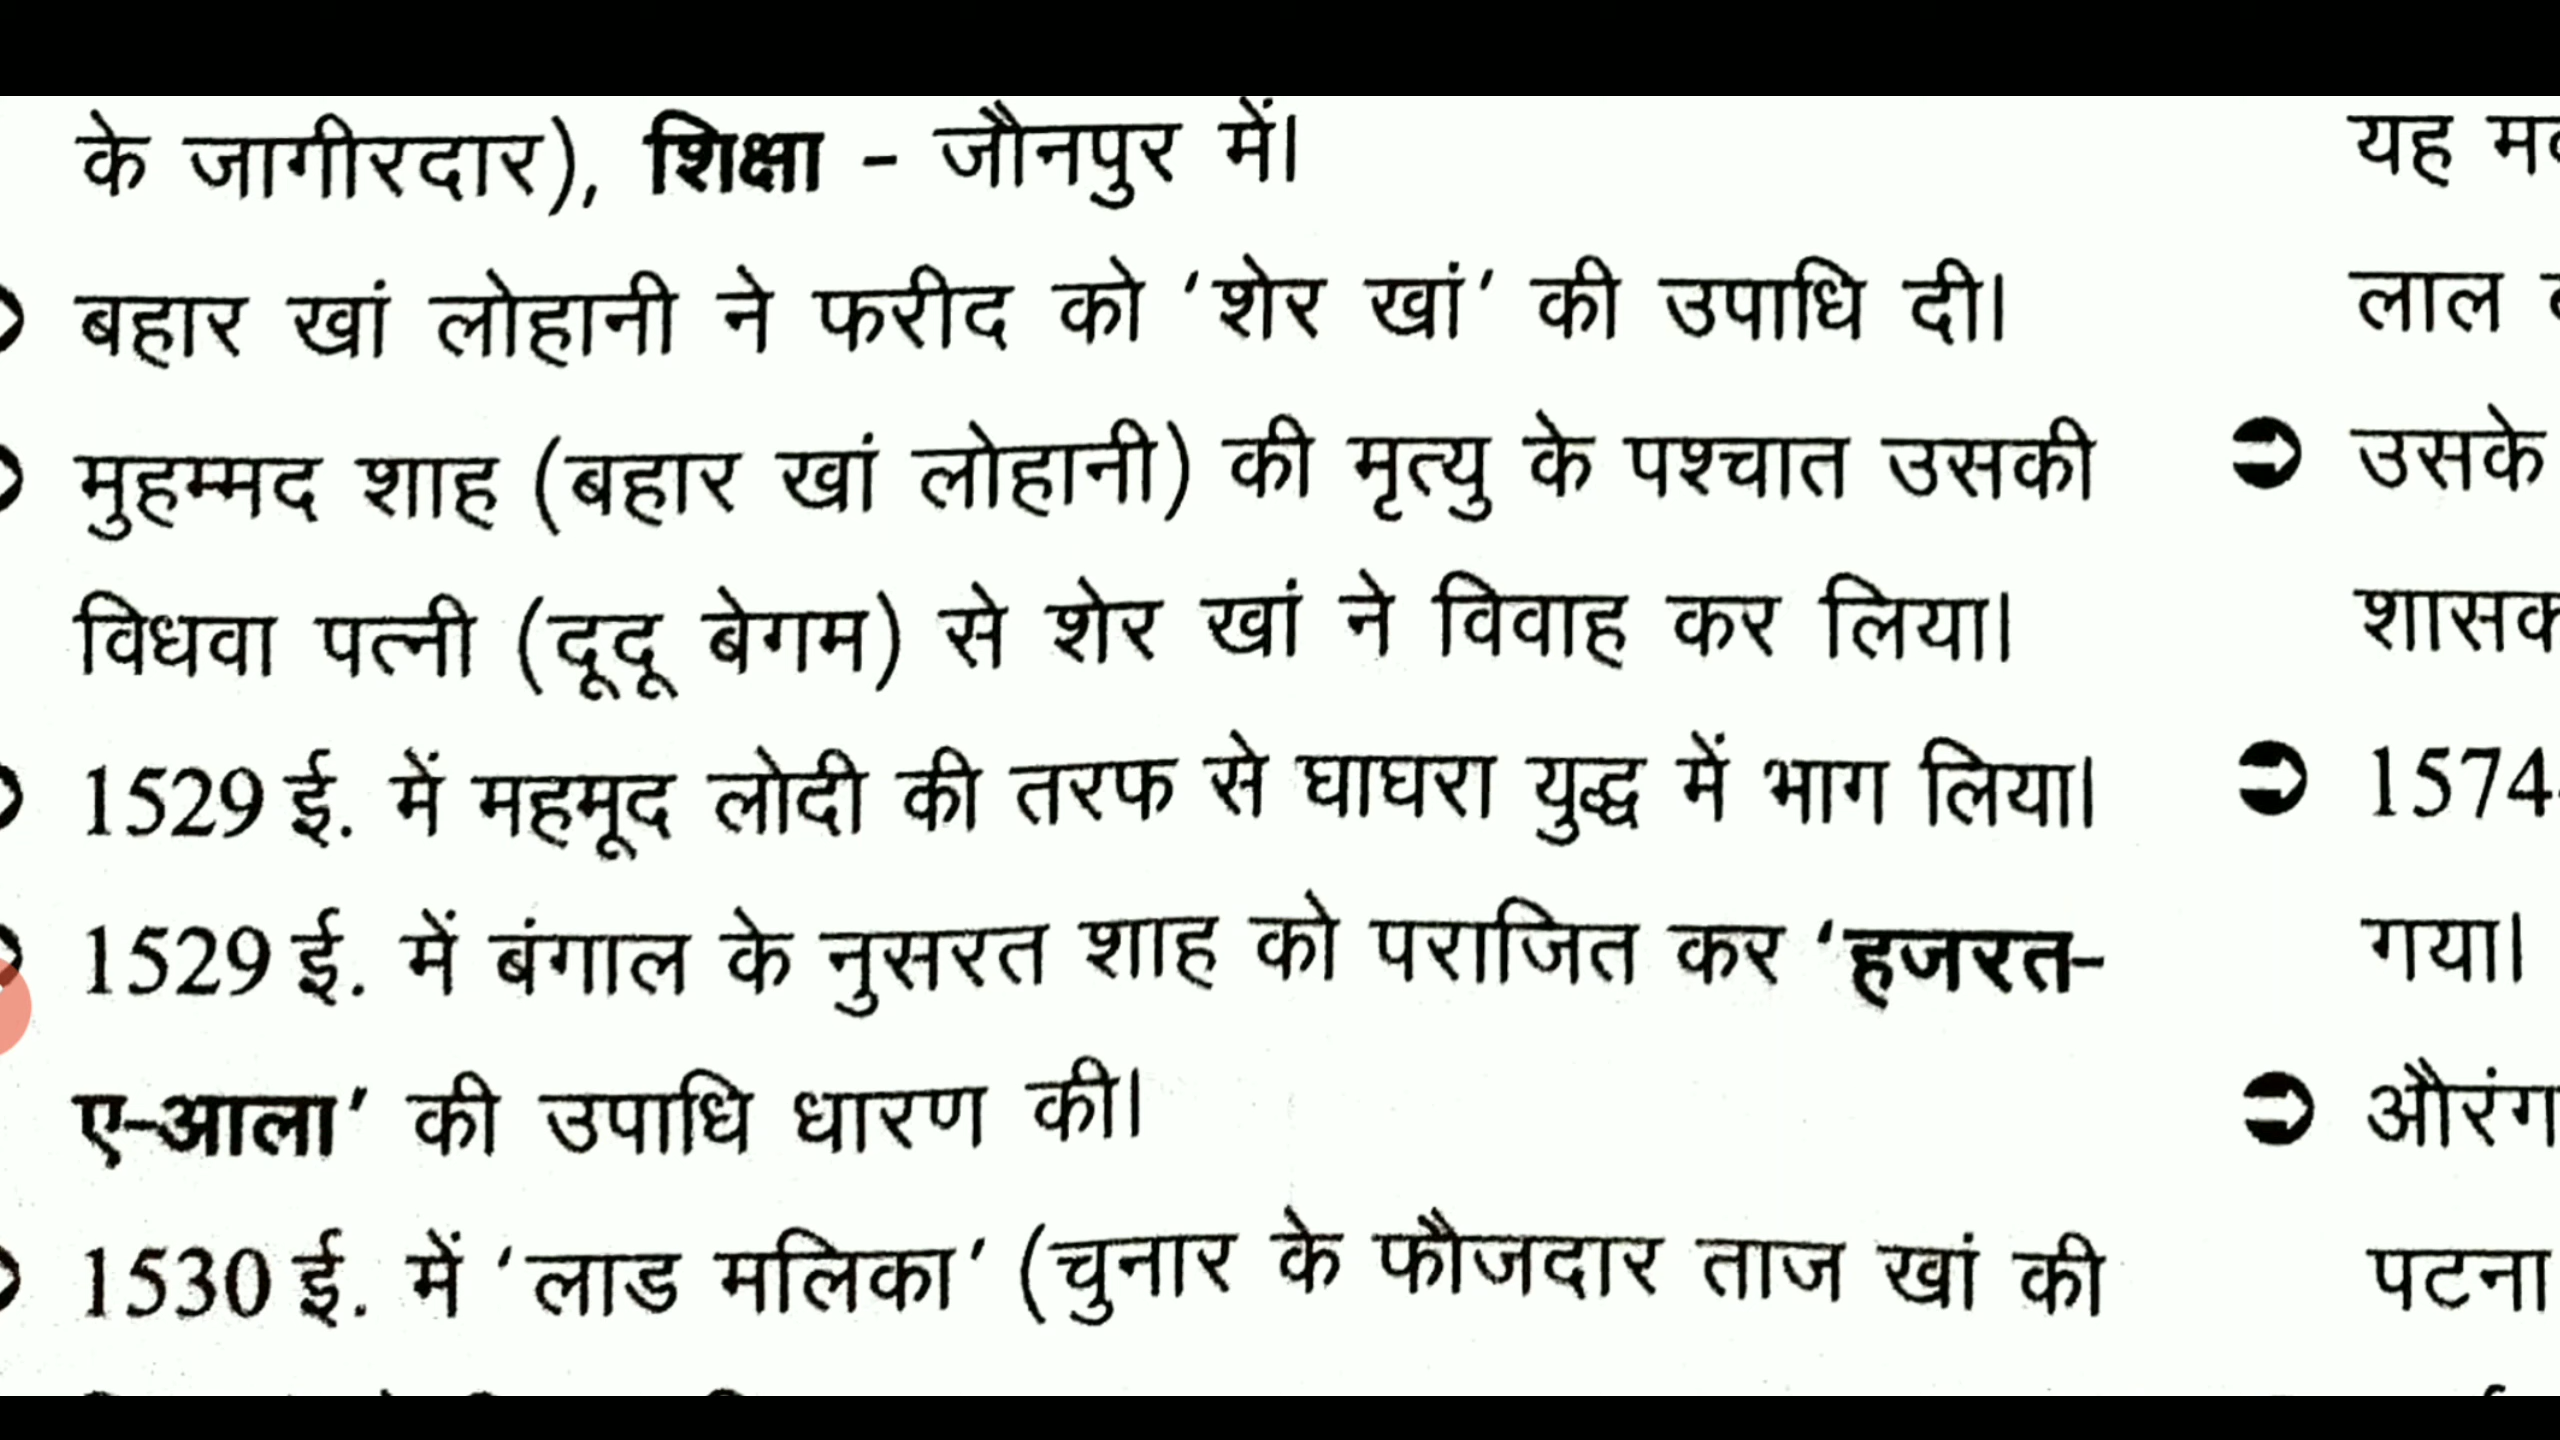 के जागीरदार), शिक्षा - जौनपुर में।
बहार खां लोहानी ने फरीद को 'शेर खां' की उपाधि दी।
मुहम्मद शाह (बहार खां लोहानी) की मृत्यु के पश्चात उसकी
विधवा पत्नी (दूदू बेगम) से शेर खां ने विवाह कर लिया।
1529 ई. में महमूद लोदी की तरफ से घाघरा युद्ध में भाग लिया।
1529 ई. में बंगाल के नुसरत शाह को पराजित कर 'हजरत-
ए-आला' की उपाधि धारण की।
1530 ई. में 'लाड मलिका' (चुनार के फौजदार ताज खां की
यह
लाल
उसके
1574
गया।
पटना